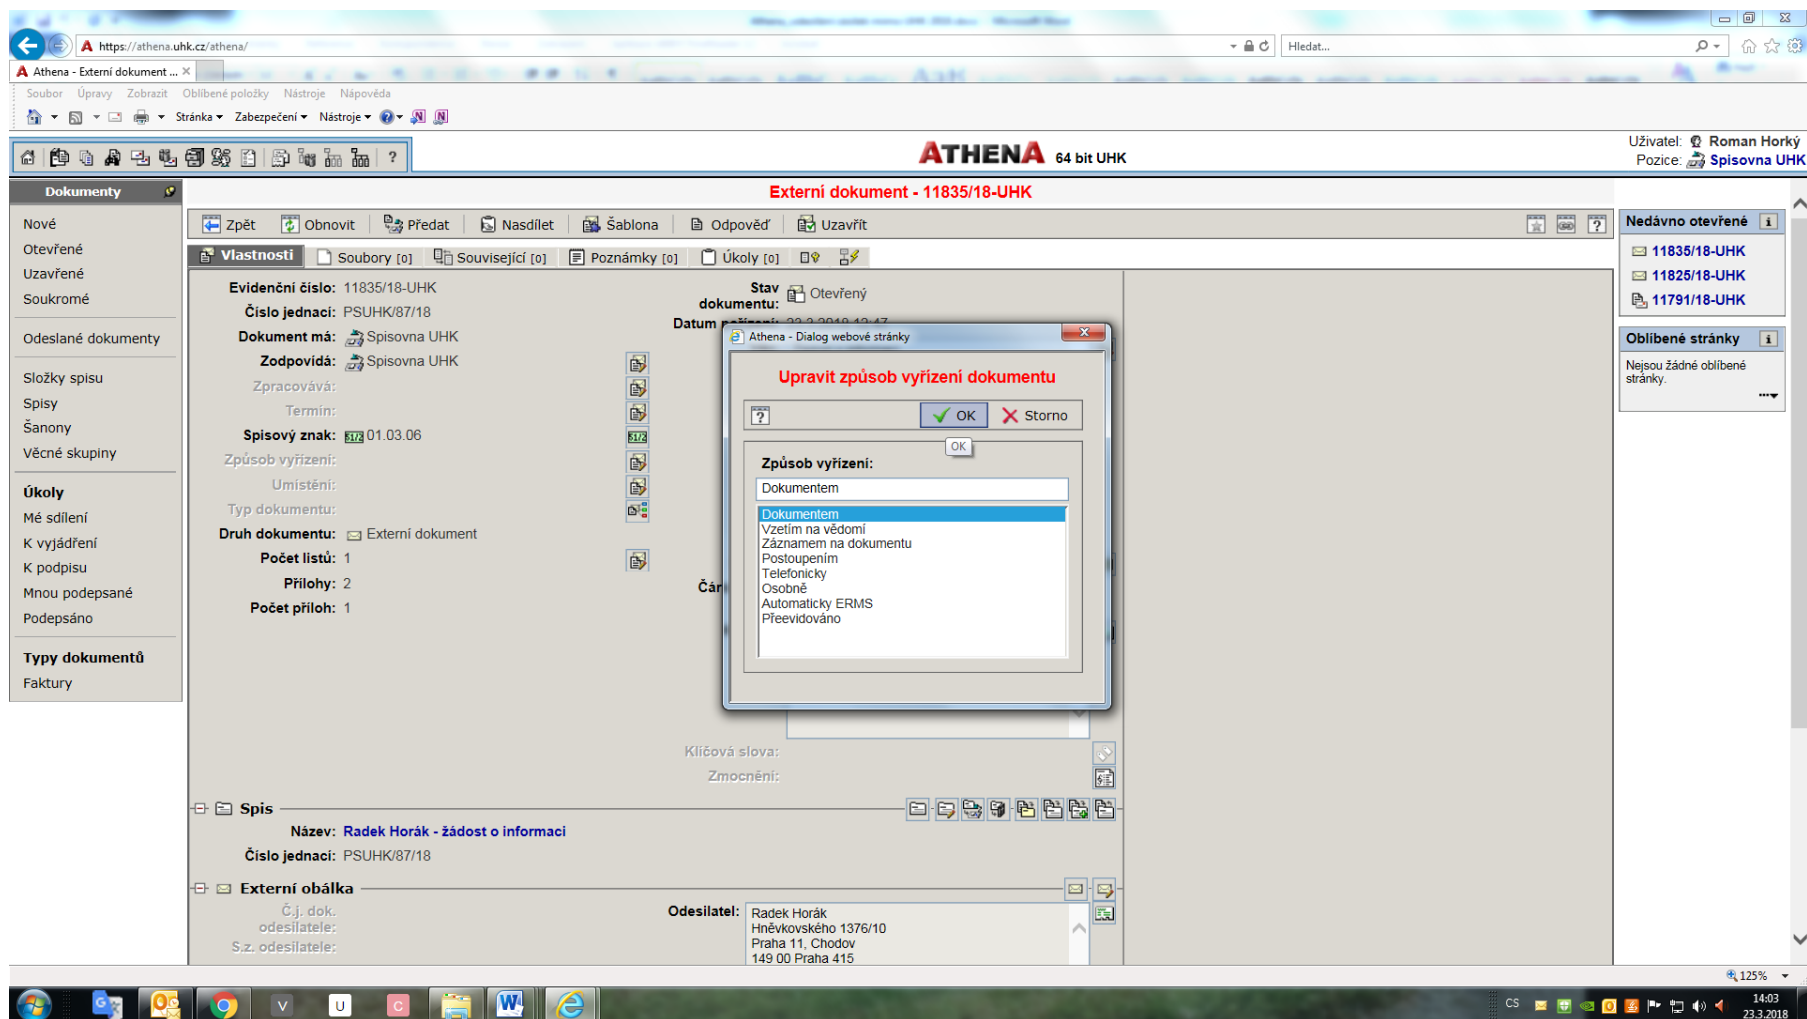 https://athena.uhk.cz/athena/
Hledat...
Athena - Externí dokument ...
Soubor Úpravy Zobrazit Oblíbené položky Nástroje Nápověda
Stránka Zabezpečení Nástroje
ATHENA 64 bit UHK
Uživatel: Roman Horký
Pozice: Spisovna UHK
Dokumenty
Nové
Otevřené
Uzavřené
Soukromé
Odeslané dokumenty
Složky spisu
Spisy
Šanony
Věcné skupiny
Úkoly
Mé sdílení
K vyjádření
K podpisu
Mnou podepsané
Podepsáno
Typy dokumentů
Faktury
Externí dokument - 11835/18-UHK
Zpět Obnovit Předat Nasdílet Šablona Odpověď Uzavřít
Vlastnosti Soubory [0] Související [0] Poznámky [0] Úkoly [0]
Evidenční číslo: 11835/18-UHK
Číslo jednací: PSUHK/87/18
Dokument má: Spisovna UHK
Zodpovídá: Spisovna UHK
Zpracovává:
Termín:
Spisový znak: 51/2 01.03.06 51/2
Způsob vyřízení:
Umístění:
Typ dokumentu:
Druh dokumentu: Externí dokument
Počet listů: 1
Přílohy: 2
Počet příloh: 1
Stav dokumentu: Otevřený
Datum
Athena - Dialog webové stránky
Upravit způsob vyřízení dokumentu
? OK Storno
OK
Způsob vyřízení:
Dokumentem
Dokumentem
Vzetím na vědomí
Záznamem na dokumentu
Postoupením
Telefonicky
Osobně
Automaticky ERMS
Přeevidováno
Klíčová slova:
Zmocnění:
Spis
Název: Radek Horák - žádost o informaci
Číslo jednací: PSUHK/87/18
Externí obálka
Č.j. dok.
odesílatele:
S.z. odesílatele:
Odesilatel: Radek Horák
Hněvkovského 1376/10
Praha 11, Chodov
149 00 Praha 415
Nedávno otevřené
11835/18-UHK
11825/18-UHK
11791/18-UHK
Oblíbené stránky
Nejsou žádné oblíbené
stránky.
125%
V U C
CS
14:03
23.3.2018